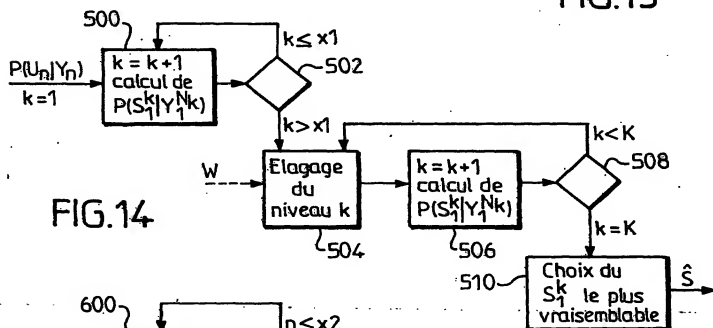 FIG.13
500
k≤x1
P(Uₙ|Yₙ)
k=1
k = k+1
calcul de
P(S₁ᵏ|Y₁ᴺᵏ)
502
k>x1
k<K
W
Elagage
du
niveau k
504
k = k+1
calcul de
P(S₁ᵏ|Y₁ᴺᵏ)
506
508
FIG.14
k=K
510
Choix du
S₁ᵏ le plus
vraisemblable
Ŝ
600
n≤x2